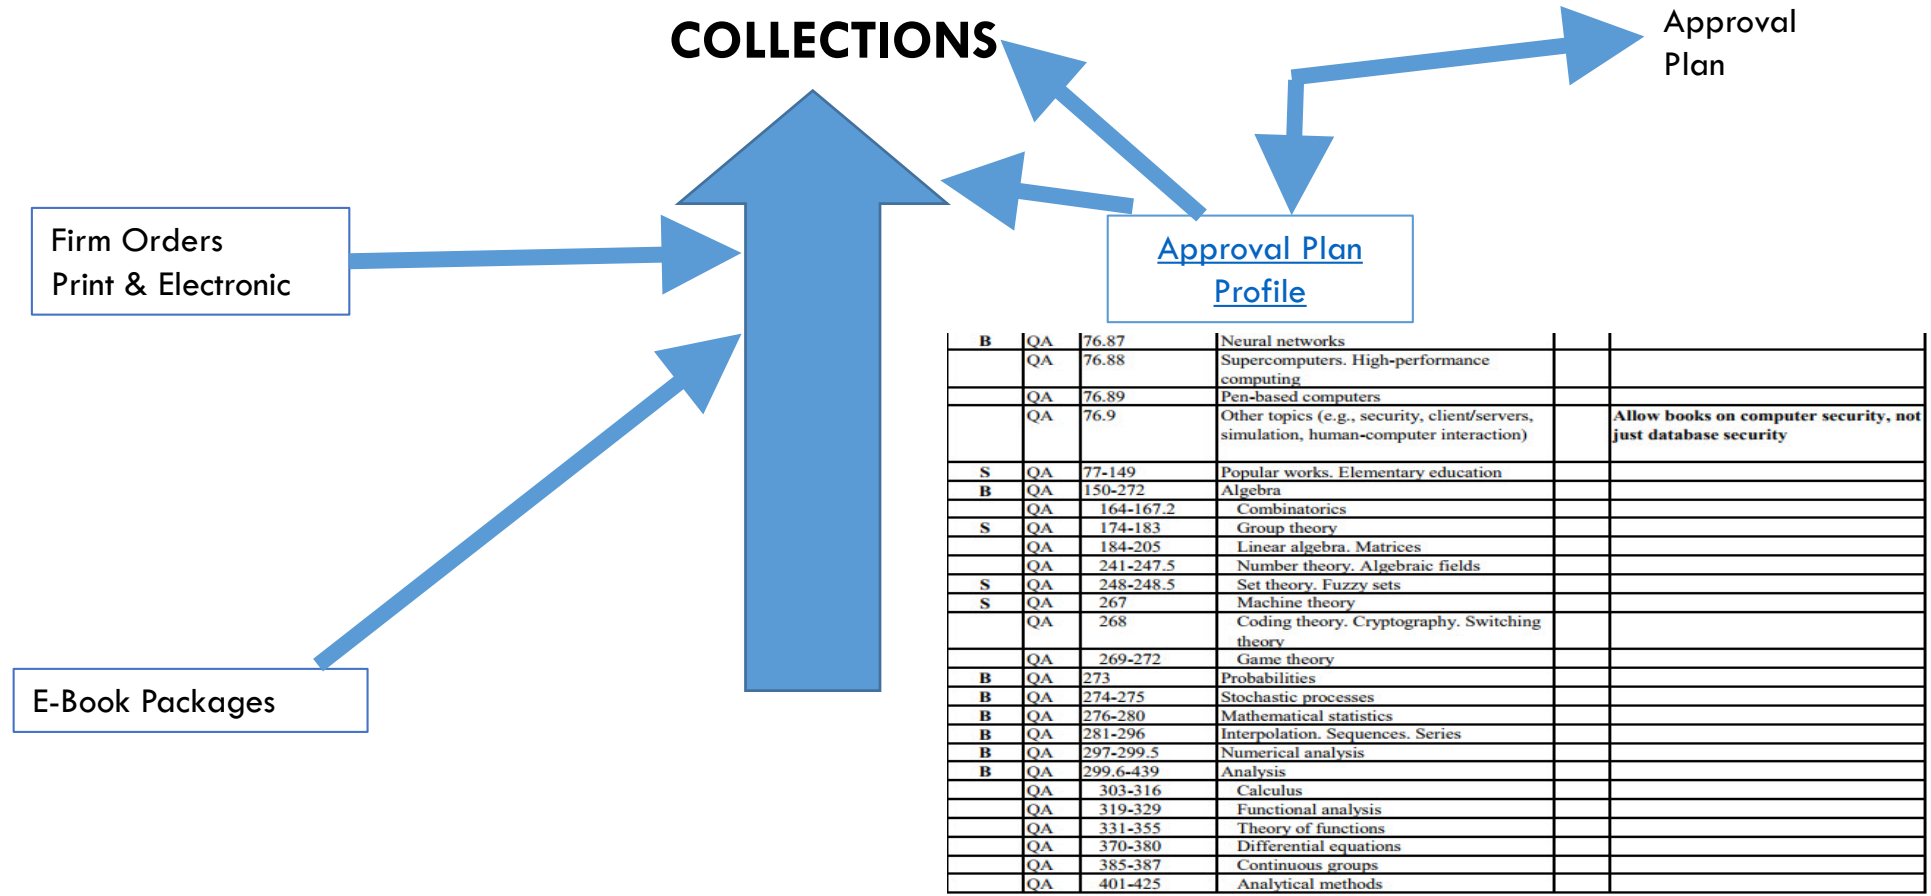 COLLECTIONS
Approval
Plan
Firm Orders
Print & Electronic
Approval Plan
Profile
E-Book Packages
B QA 76.87 Neural networks
QA 76.88 Supercomputers. High-performance
computing
QA 76.89 Pen-based computers
QA 76.9 Other topics (e.g., security, client/servers, Allow books on computer security, not
simulation, human-computer interaction) just database security
S QA 77-149 Popular works. Elementary education
B QA 150-272 Algebra
QA 164-167.2 Combinatorics
S QA 174-183 Group theory
QA 184-205 Linear algebra. Matrices
QA 241-247.5 Number theory. Algebraic fields
S QA 248-248.5 Set theory. Fuzzy sets
S QA 267 Machine theory
QA 268 Coding theory. Cryptography. Switching
theory
QA 269-272 Game theory
B QA 273 Probabilities
B QA 274-275 Stochastic processes
B QA 276-280 Mathematical statistics
B QA 281-296 Interpolation. Sequences. Series
B QA 297-299.5 Numerical analysis
B QA 299.6-439 Analysis
QA 303-316 Calculus
QA 319-329 Functional analysis
QA 331-355 Theory of functions
QA 370-380 Differential equations
QA 385-387 Continuous groups
QA 401-425 Analytical methods